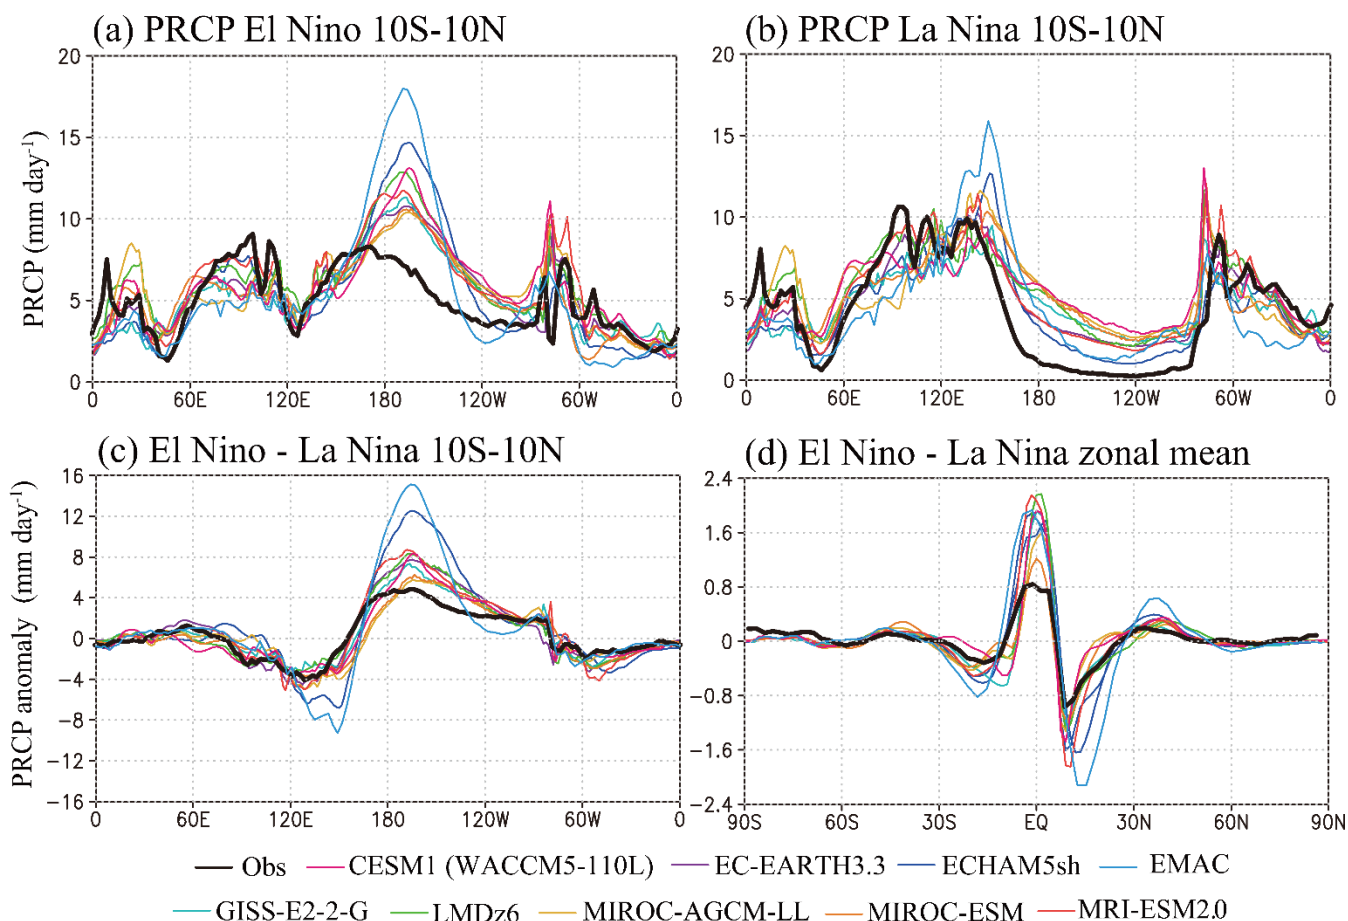 (a) PRCP El Nino 10S-10N
(b) PRCP La Nina 10S-10N
PRCP (mm day-1)
20
15
10
5
0
0 60E 120E 180 120W 60W 0
20
15
10
5
0
0 60E 120E 180 120W 60W 0
(c) El Nino - La Nina 10S-10N
(d) El Nino - La Nina zonal mean
PRCP anomaly (mm day-1)
16
12
8
4
0
−4
−8
−12
−16
0 60E 120E 180 120W 60W 0
2.4
1.6
0.8
0
−0.8
−1.6
−2.4
90S 60S 30S EQ 30N 60N 90N
Obs CESM1 (WACCM5-110L) EC-EARTH3.3 ECHAM5sh EMAC
GISS-E2-2-G LMDz6 MIROC-AGCM-LL MIROC-ESM MRI-ESM2.0